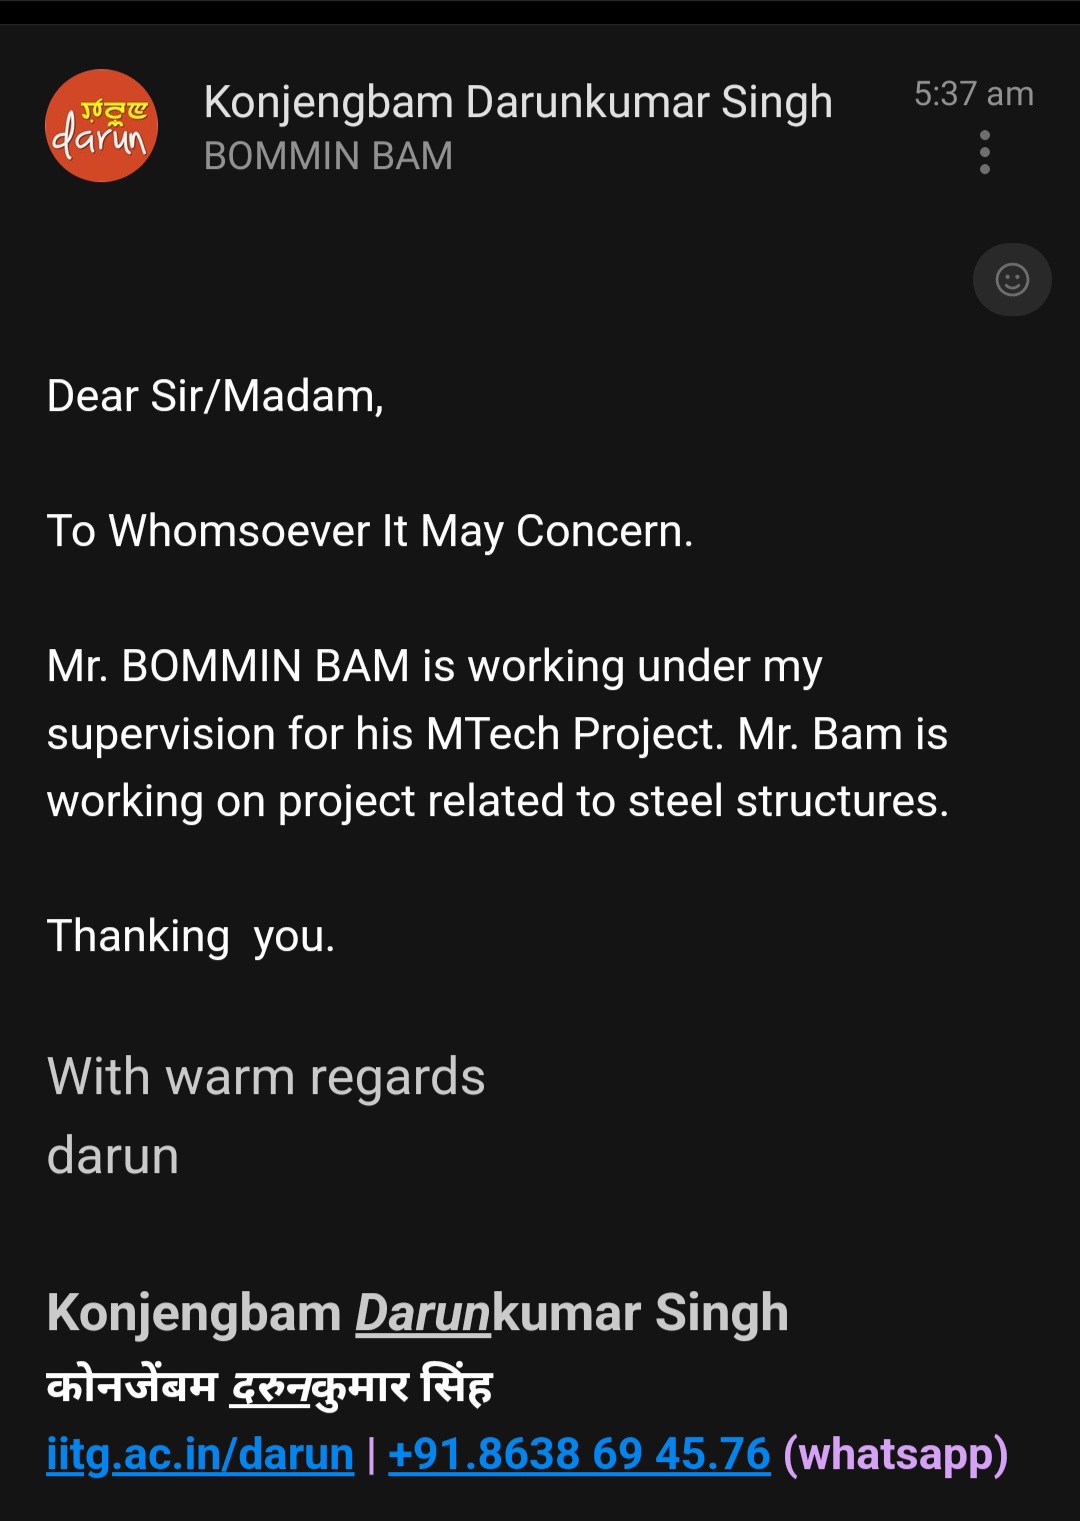 darun
Konjengbam Darunkumar Singh
5:37 am
BOMMIN BAM
Dear Sir/Madam,
To Whomsoever It May Concern.
Mr. BOMMIN BAM is working under my
supervision for his MTech Project. Mr. Bam is
working on project related to steel structures.
Thanking  you.
With warm regards
darun
Konjengbam Darunkumar Singh
कोनजेंबम दरुनकुमार सिंह
iitg.ac.in/darun | +91.8638 69 45.76 (whatsapp)